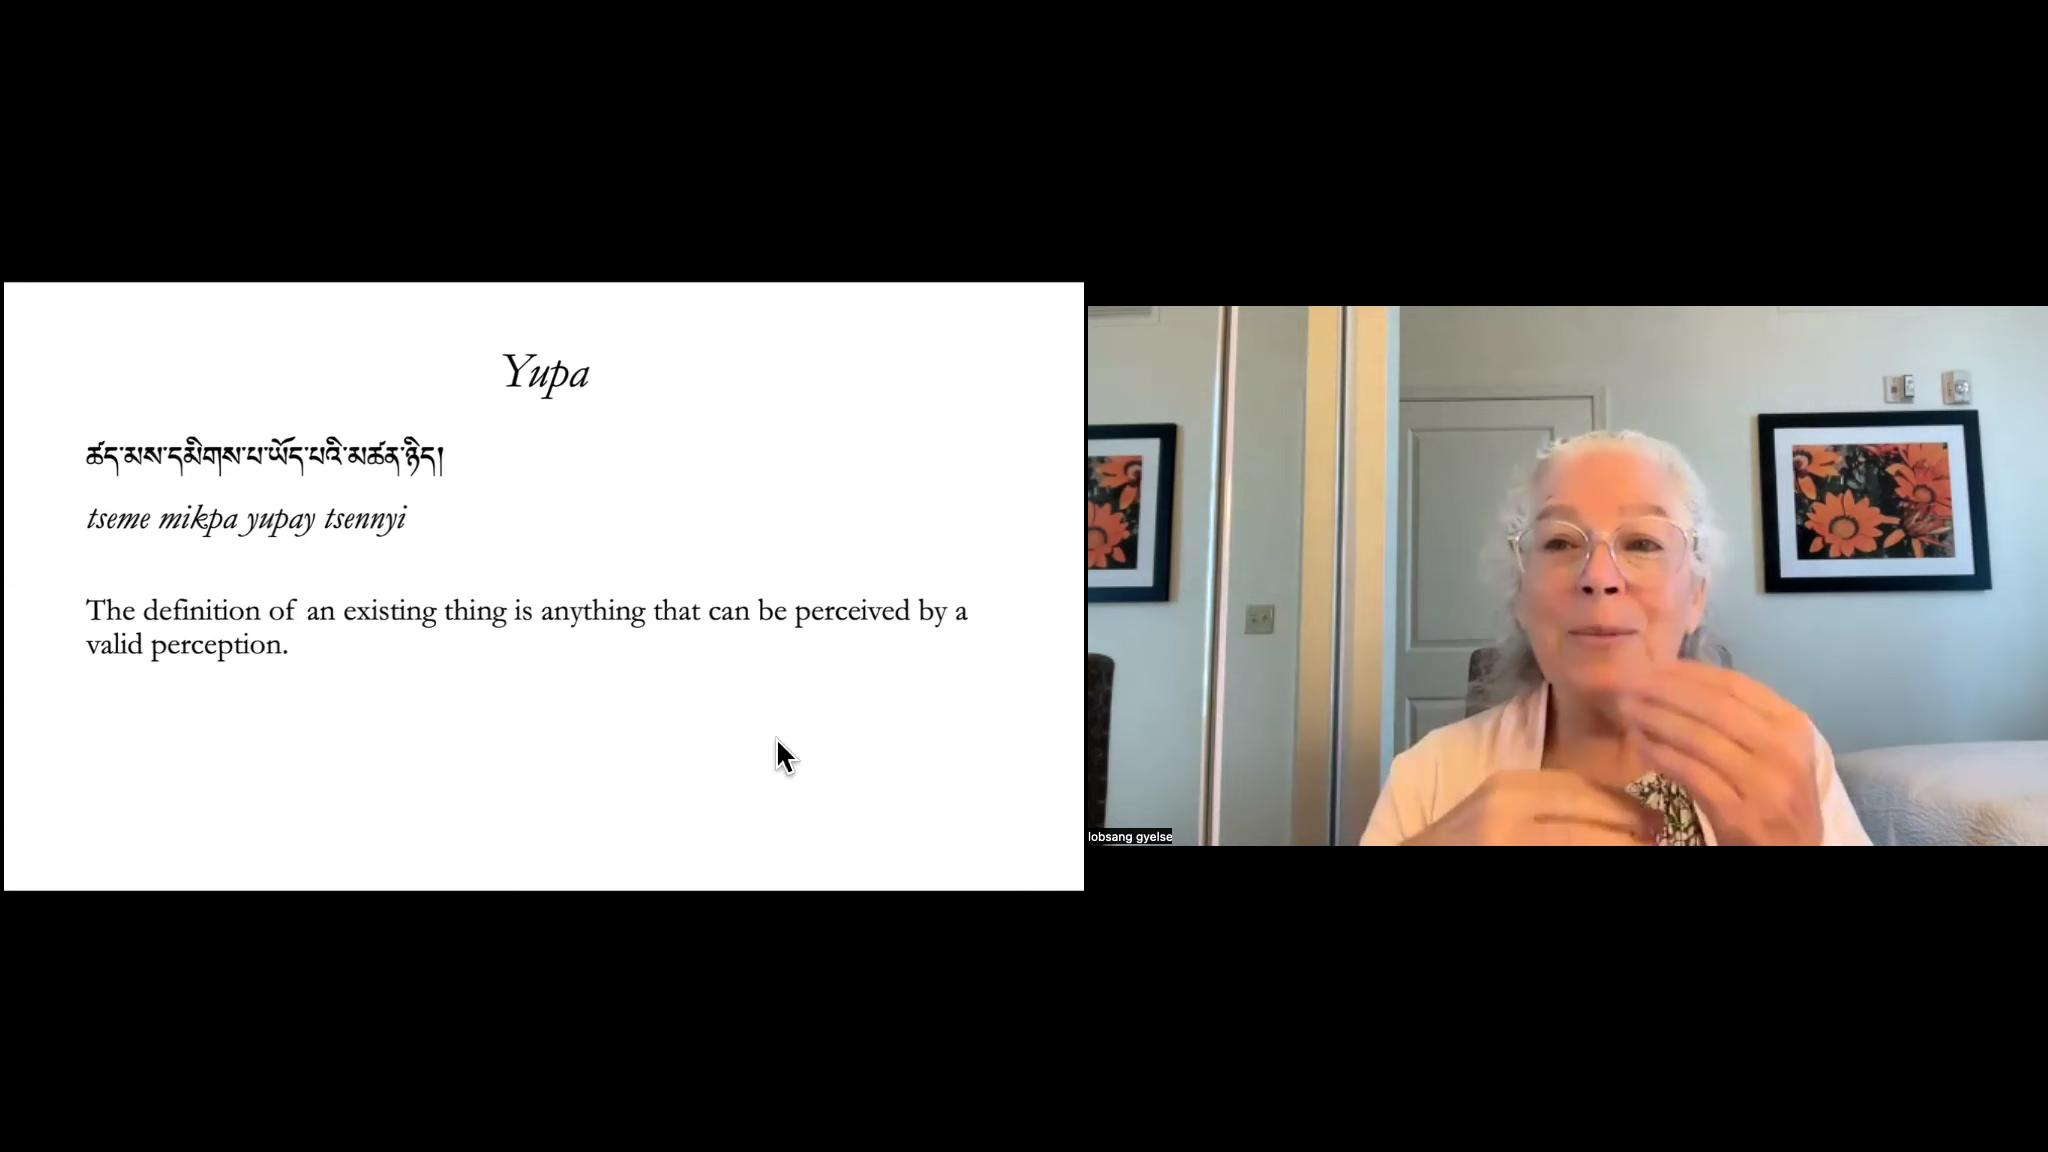 Yupa
ཚད་མས་དམིགས་པ་ཡོད་པའི་མཚན་ཉིད།
tseme mikpa yupay tsennyi
The definition of an existing thing is anything that can be perceived by a
valid perception.
lobsang gyelse